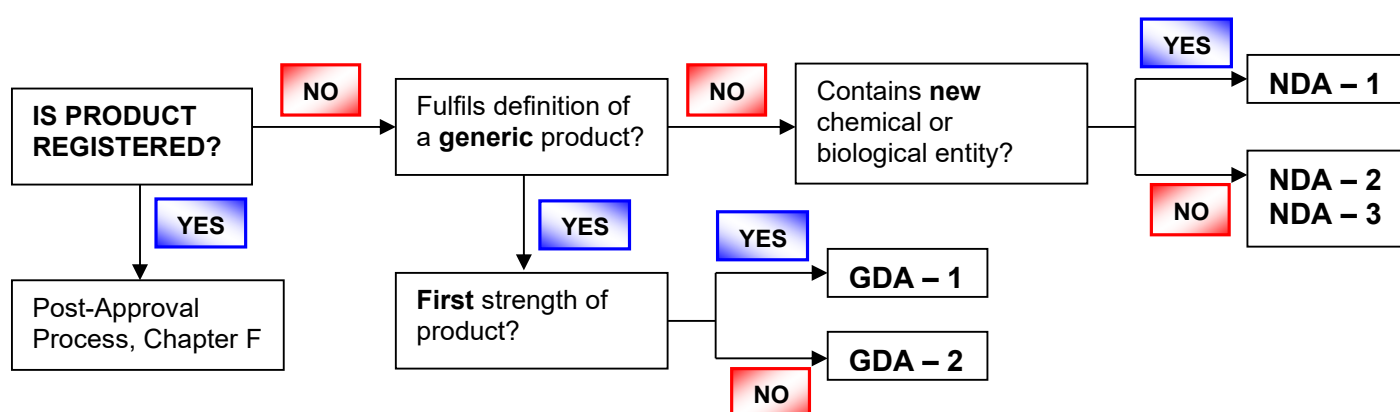 IS PRODUCT
REGISTERED?
NO
Fulfils definition of
a generic product?
NO
Contains new
chemical or
biological entity?
YES
NDA – 1
NO
NDA – 2
NDA – 3
YES
Post-Approval
Process, Chapter F
YES
First strength of
product?
YES
GDA – 1
NO
GDA – 2